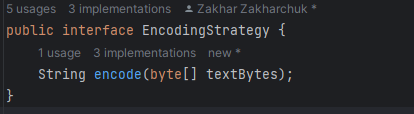 5 usages 3 implementations Zakhar Zakharchuk *
public interface EncodingStrategy {
1 usage 3 implementations new *
String encode(byte[] textBytes);
}